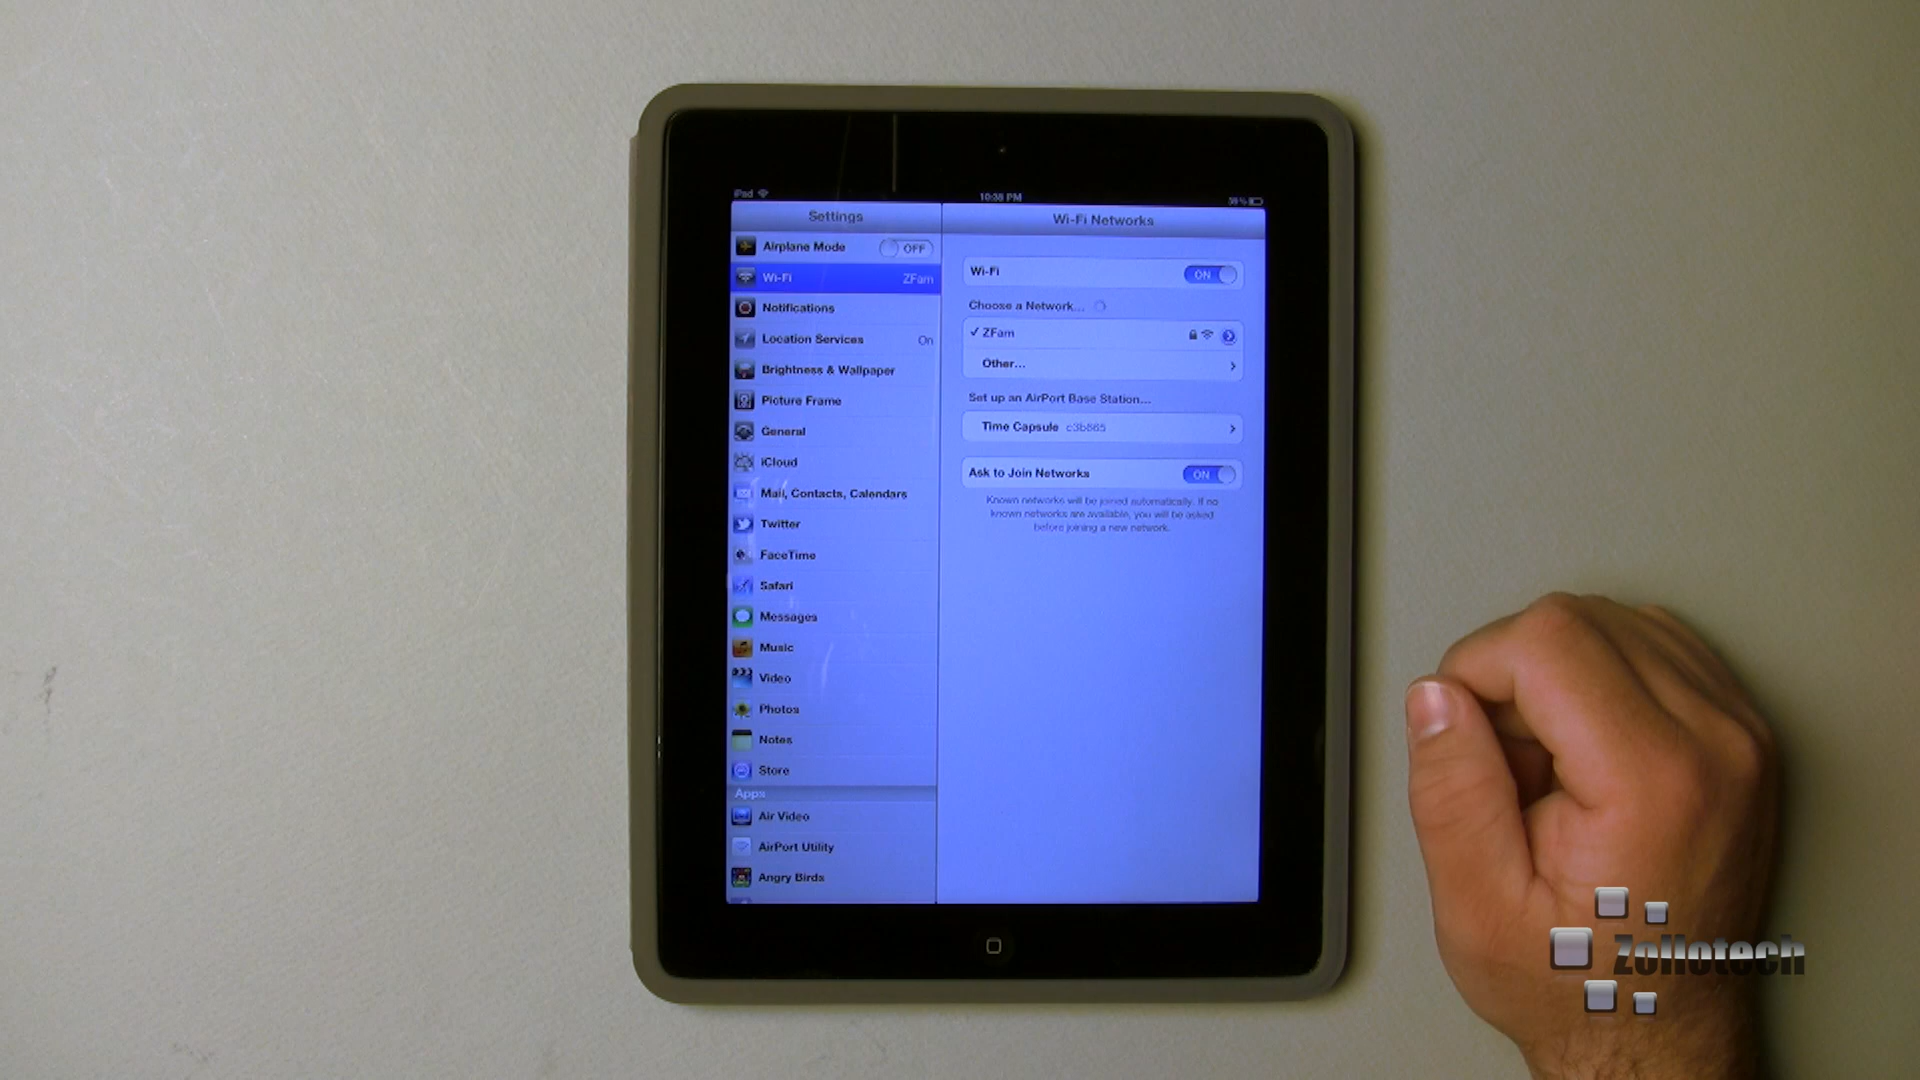 iPad
10:38 PM
Settings
Airplane Mode OFF
Wi-Fi ZFam
Notifications
Location Services On
Brightness & Wallpaper
Picture Frame
General
iCloud
Mail, Contacts, Calendars
Twitter
FaceTime
Safari
Messages
Music
Video
Photos
Notes
Store
Apps
Air Video
AirPort Utility
Angry Birds
Wi-Fi Networks
Wi-Fi ON
Choose a Network...
✓ ZFam
Other...
Set up an AirPort Base Station...
Time Capsule c3b865
Ask to Join Networks ON
Known networks will be joined automatically. If no
known networks are available, you will be asked
before joining a new network.
Zollotech